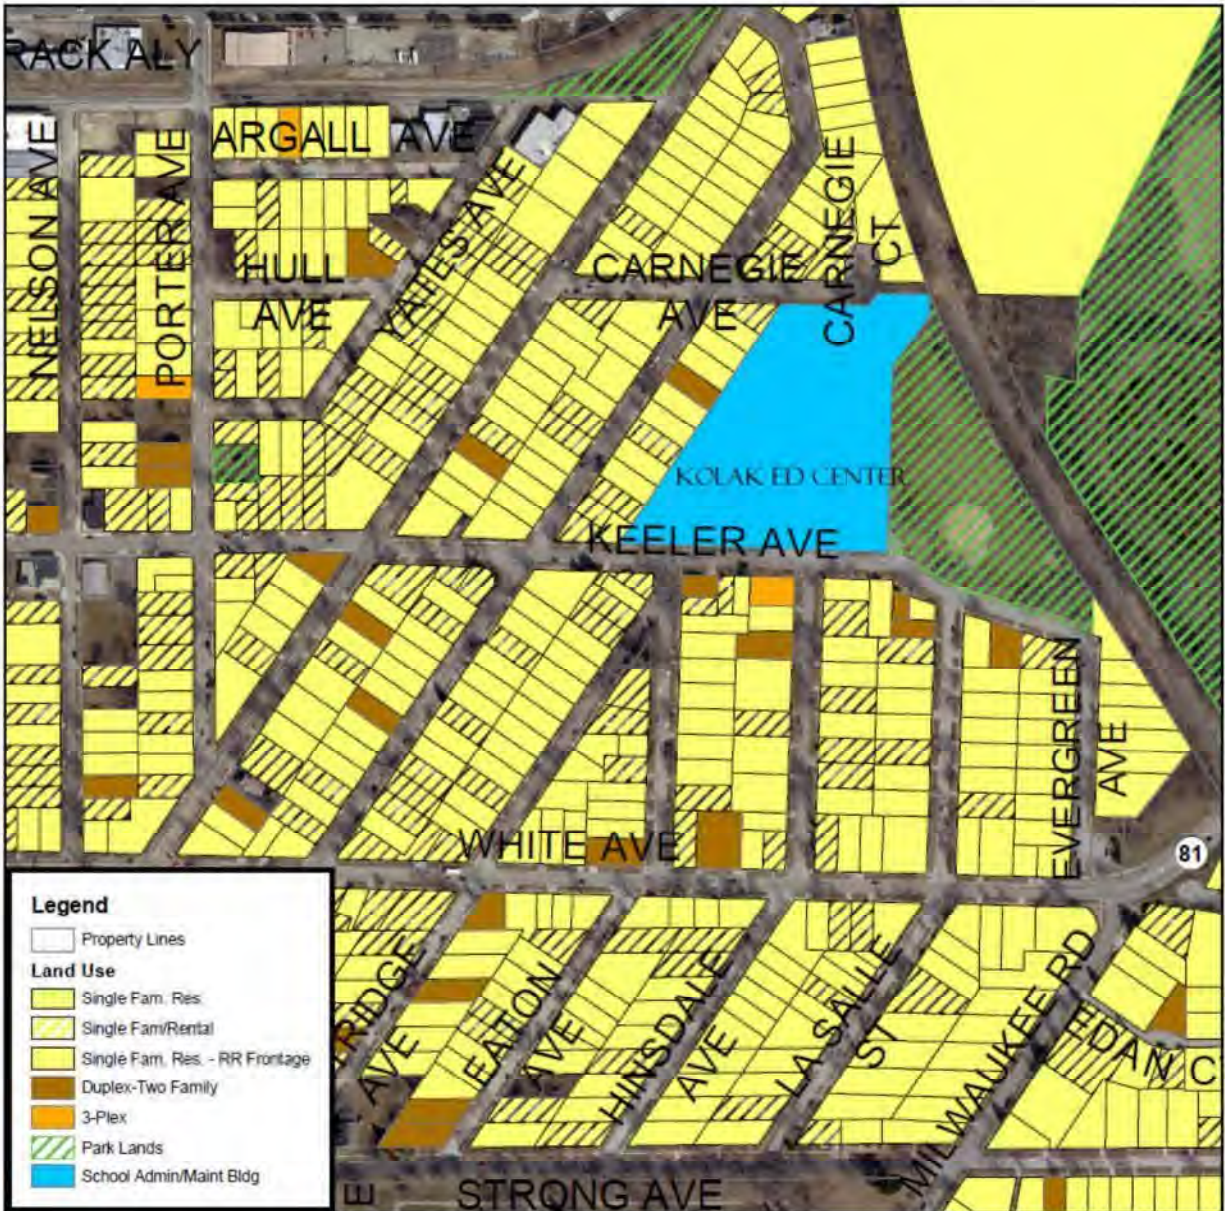 RACK ALY
NELSON AVE
PORTER AVE
ARGALL AVE
YATES AVE
HULL
AVE
CARNEGIE
AVE
CARNEGIE
CT
KOLAK ED CENTER
KEELER AVE
EVERGREEN
AVE
WHITE AVE
81
RIDGE
AVE
EATON
AVE
HINSDALE
AVE
LA SALLE
ST
MILWAUKEE RD
EDAN C
E
STRONG AVE
Legend
Property Lines
Land Use
Single Fam. Res.
Single Fam/Rental
Single Fam. Res. - RR Frontage
Duplex-Two Family
3-Plex
Park Lands
School Admin/Maint Bldg